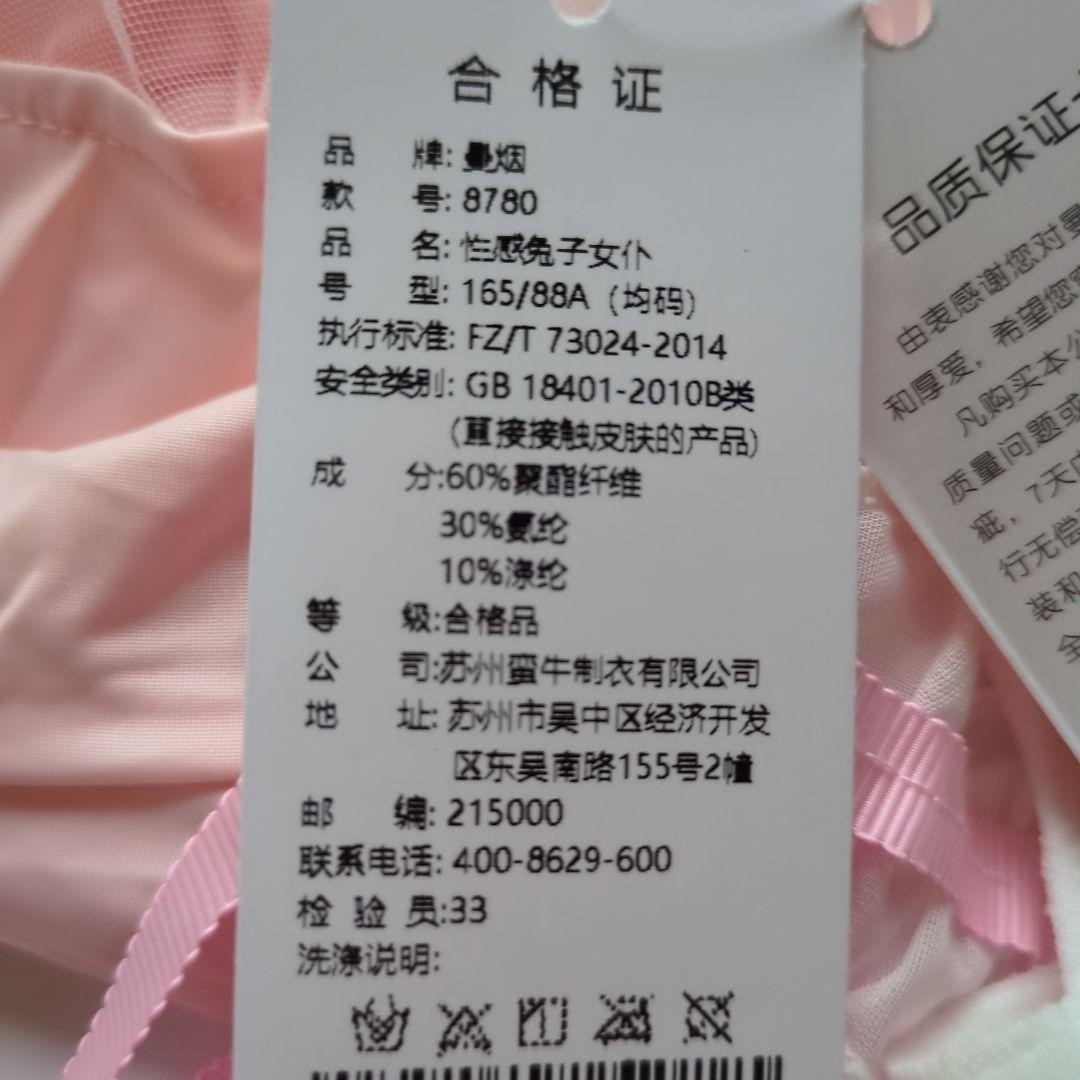 合格证
品 牌: 曼烟
款 号: 8780
品 名: 性感兔子女仆
号 型: 165/88A（均码）
执行标准: FZ/T 73024-2014
安全类别: GB 18401-2010B类
（直接接触皮肤的产品）
成 分:60%聚酯纤维
30%氨纶
10%涤纶
等 级:合格品
公 司:苏州蛮牛制衣有限公司
地 址: 苏州市吴中区经济开发
区东吴南路155号2幢
邮 编: 215000
联系电话: 400-8629-600
检 验 员:33
洗涤说明:
品质保证
由衷感谢您对曼
和厚爱，希望您
凡购买本公
质量问题或
疵，7天
行无偿
装和
全